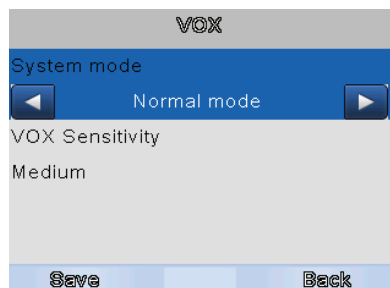 VOX
System mode
Normal mode
VOX Sensitivity
Medium
Save Back